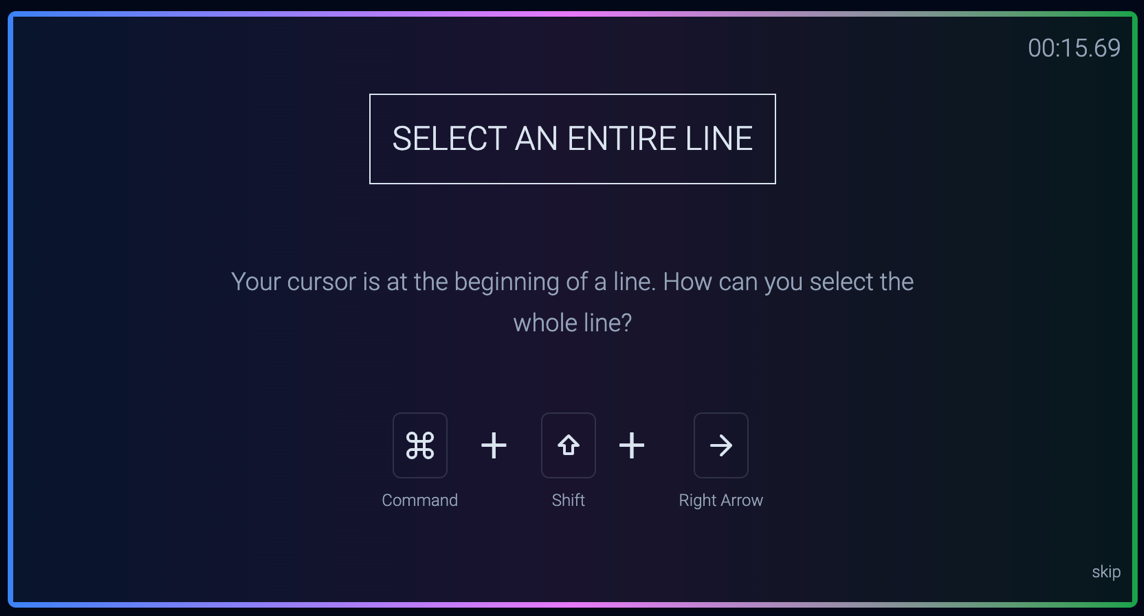 00:15.69
SELECT AN ENTIRE LINE
Your cursor is at the beginning of a line. How can you select the
whole line?
⌘ + ⇧ + →
Command Shift Right Arrow
skip